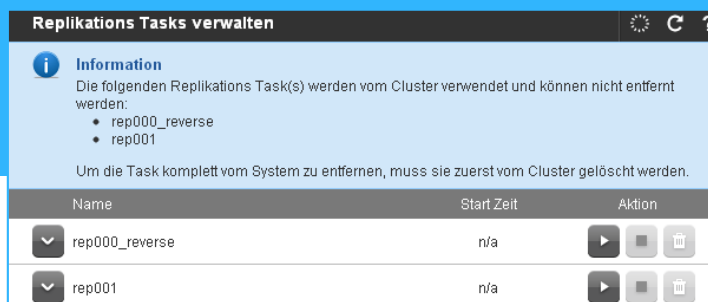 Replikations Tasks verwalten
Information
Die folgenden Replikations Task(s) werden vom Cluster verwendet und können nicht entfernt
werden:
• rep000_reverse
• rep001
Um die Task komplett vom System zu entfernen, muss sie zuerst vom Cluster gelöscht werden.
Name Start Zeit Aktion
rep000_reverse n/a
rep001 n/a